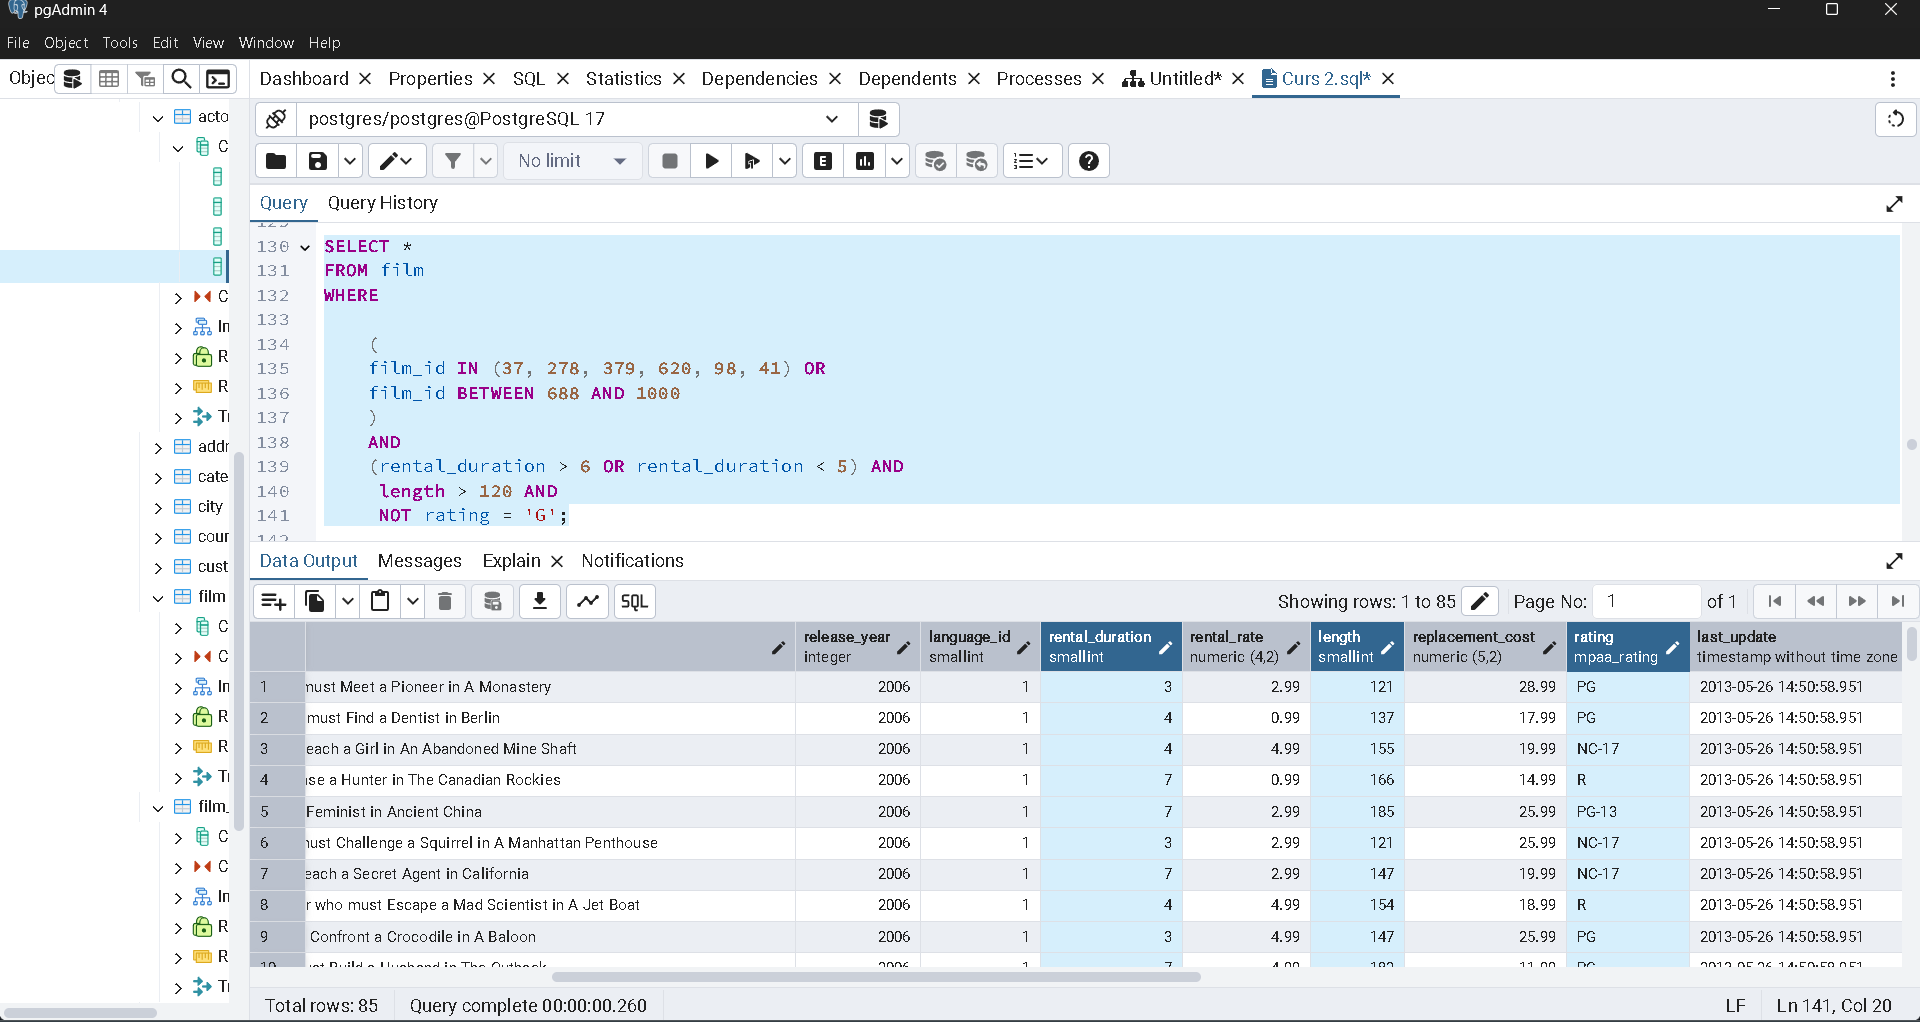 pgAdmin 4
File Object Tools Edit View Window Help
Objec
Dashboard Properties SQL Statistics Dependencies Dependents Processes Untitled* Curs 2.sql*
postgres/postgres@PostgreSQL 17
No limit
E
Query Query History
130 SELECT *
131 FROM film
132 WHERE
133
134 (
135 film_id IN (37, 278, 379, 620, 98, 41) OR
136 film_id BETWEEN 688 AND 1000
137 )
138 AND
139 (rental_duration > 6 OR rental_duration < 5) AND
140 length > 120 AND
141 NOT rating = 'G';
acto
C
C
In
R
R
Tr
addr
cate
city
cour
cust
film
C
C
In
R
R
Tr
film_
C
C
In
R
R
Tr
Data Output Messages Explain Notifications
SQL
Showing rows: 1 to 85 Page No: 1 of 1
release_year language_id rental_duration rental_rate length replacement_cost rating last_update
integer smallint smallint numeric (4,2) smallint numeric (5,2) mpaa_rating timestamp without time zone
1 must Meet a Pioneer in A Monastery 2006 1 3 2.99 121 28.99 PG 2013-05-26 14:50:58.951
2 must Find a Dentist in Berlin 2006 1 4 0.99 137 17.99 PG 2013-05-26 14:50:58.951
3 each a Girl in An Abandoned Mine Shaft 2006 1 4 4.99 155 19.99 NC-17 2013-05-26 14:50:58.951
4 se a Hunter in The Canadian Rockies 2006 1 7 0.99 166 14.99 R 2013-05-26 14:50:58.951
5 Feminist in Ancient China 2006 1 7 2.99 185 25.99 PG-13 2013-05-26 14:50:58.951
6 ust Challenge a Squirrel in A Manhattan Penthouse 2006 1 3 2.99 121 25.99 NC-17 2013-05-26 14:50:58.951
7 each a Secret Agent in California 2006 1 7 2.99 147 19.99 NC-17 2013-05-26 14:50:58.951
8 r who must Escape a Mad Scientist in A Jet Boat 2006 1 4 4.99 154 18.99 R 2013-05-26 14:50:58.951
9 Confront a Crocodile in A Baloon 2006 1 3 4.99 147 25.99 PG 2013-05-26 14:50:58.951
Total rows: 85 Query complete 00:00:00.260 LF Ln 141, Col 20